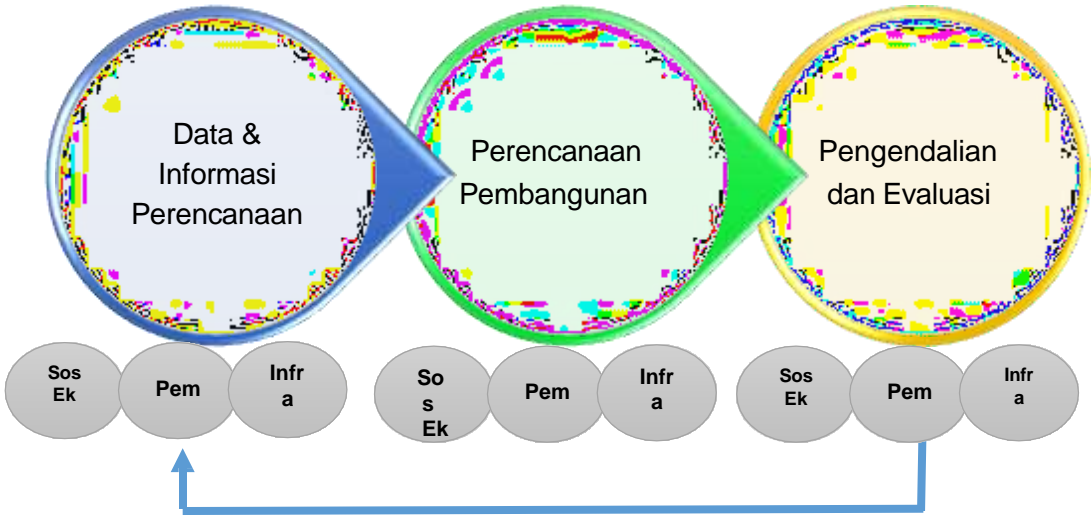 Data &
Informasi
Perencanaan
Perencanaan
Pembangunan
Pengendalian
dan Evaluasi
Sos
Ek
Pem
Infr
a
So
s
Ek
Pem
Infr
a
Sos
Ek
Pem
Infr
a